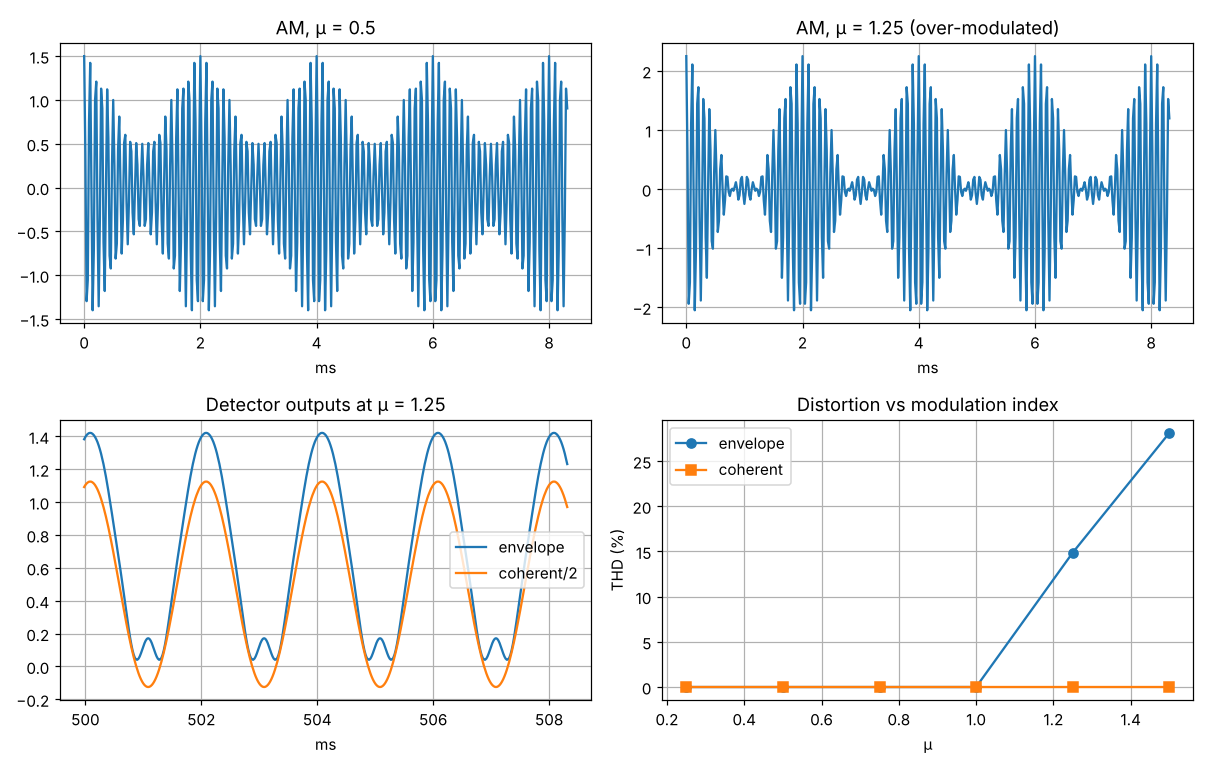 AM, μ = 0.5
1.5
1.0
0.5
0.0
−0.5
−1.0
−1.5
0 2 4 6 8
ms
AM, μ = 1.25 (over-modulated)
2
1
0
−1
−2
0 2 4 6 8
ms
Detector outputs at μ = 1.25
1.4
1.2
1.0
0.8
0.6
0.4
0.2
0.0
−0.2
envelope
coherent/2
500 502 504 506 508
ms
Distortion vs modulation index
envelope
coherent
THD (%)
25
20
15
10
5
0
0.2 0.4 0.6 0.8 1.0 1.2 1.4
μ